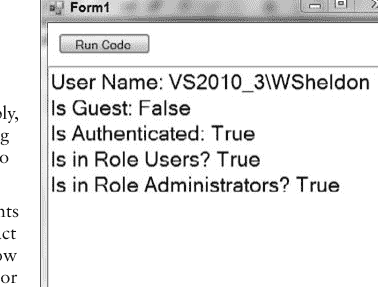 Form1
Run Code
User Name: VS2010_3\WSheldon
Is Guest: False
Is Authenticated: True
Is in Role Users? True
Is in Role Administrators? True